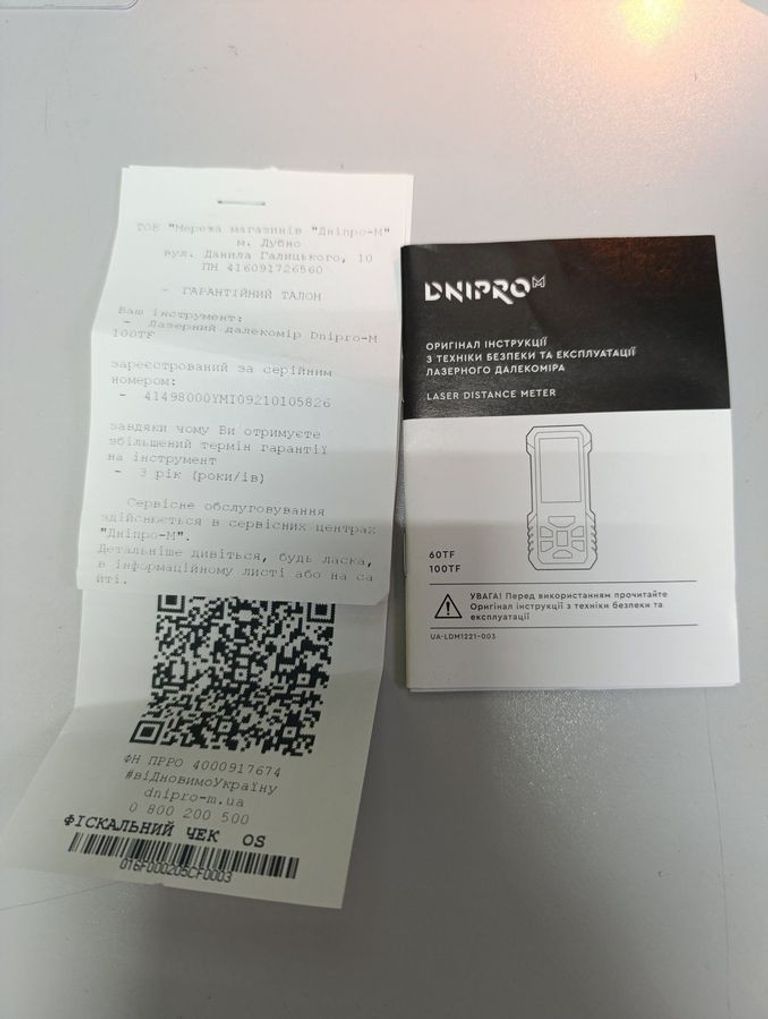 ТОВ "Мережа магазинів "Дніпро-М"
м. Дубно
вул. Данила Галицького, 10
ПН 416091726560
- ГАРАНТІЙНИЙ ТАЛОН
Ваш інструмент:
- Лазерний далекомір Dnipro-M
100TF
зареєстрований за серійним
номером:
- 41498000YMI09210105826
завдяки чому Ви отримуєте
збільшений термін гарантії
на інструмент
- 3 рік (роки/ів)
Сервісне обслуговування
здійснюється в сервісних центрах
"Дніпро-М".
Детальніше дивіться, будь ласка,
в інформаційному листі або на са
йті.
ФН ПРРО 4000917674
#віДновимоУкраїну
dnipro-m.ua
0 800 200 500
ФІСКАЛЬНИЙ ЧЕК OS
016F000205CF0003
DNIPRO M
ОРИГІНАЛ ІНСТРУКЦІЇ
З ТЕХНІКИ БЕЗПЕКИ ТА ЕКСПЛУАТАЦІЇ
ЛАЗЕРНОГО ДАЛЕКОМІРА
LASER DISTANCE METER
60TF
100TF
УВАГА! Перед використанням прочитайте
Оригінал інструкції з техніки безпеки та
експлуатації
UA-LDM1221-003